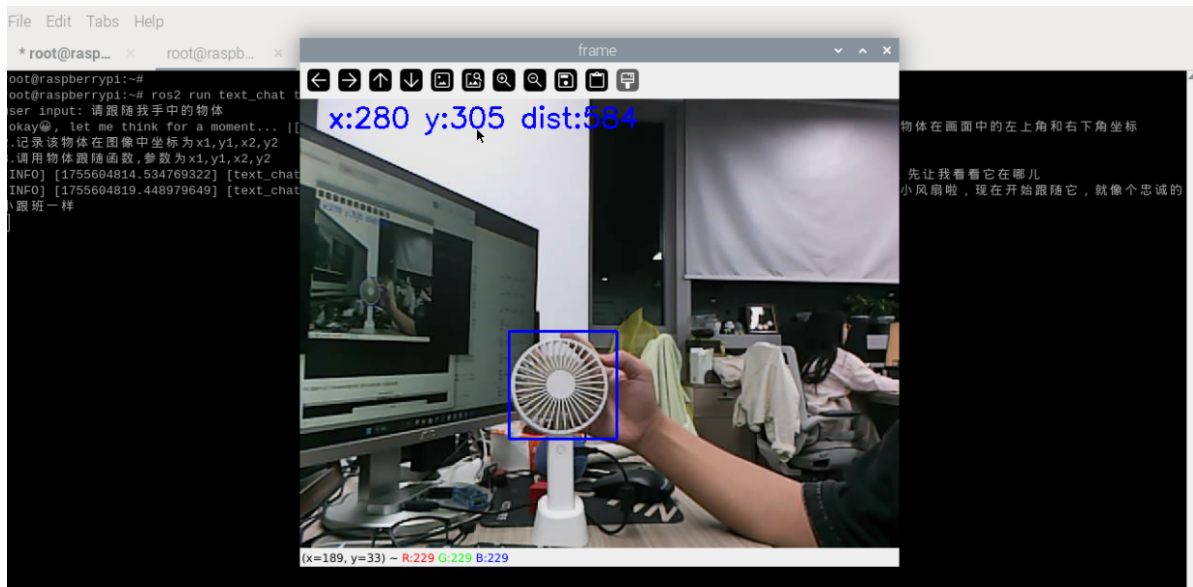 File Edit Tabs Help
* root@rasp... × root@raspb... ×
frame
root@raspberrypi:~#
root@raspberrypi:~# ros2 run text_chat t
user input: 请跟随我手中的物体
okay😀, let me think for a moment... |[
物体在画面中的左上角和右下角坐标
.记录该物体在图像中坐标为x1,y1,x2,y2
.调用物体跟随函数,参数为x1,y1,x2,y2
[INFO] [1755604814.534769322] [text_chat
先让我看看它在哪儿
[INFO] [1755604819.448979649] [text_chat
小风扇啦，现在开始跟随它，就像个忠诚的
小跟班一样
x:280 y:305 dist:584
(x=189, y=33) ~ R:229 G:229 B:229